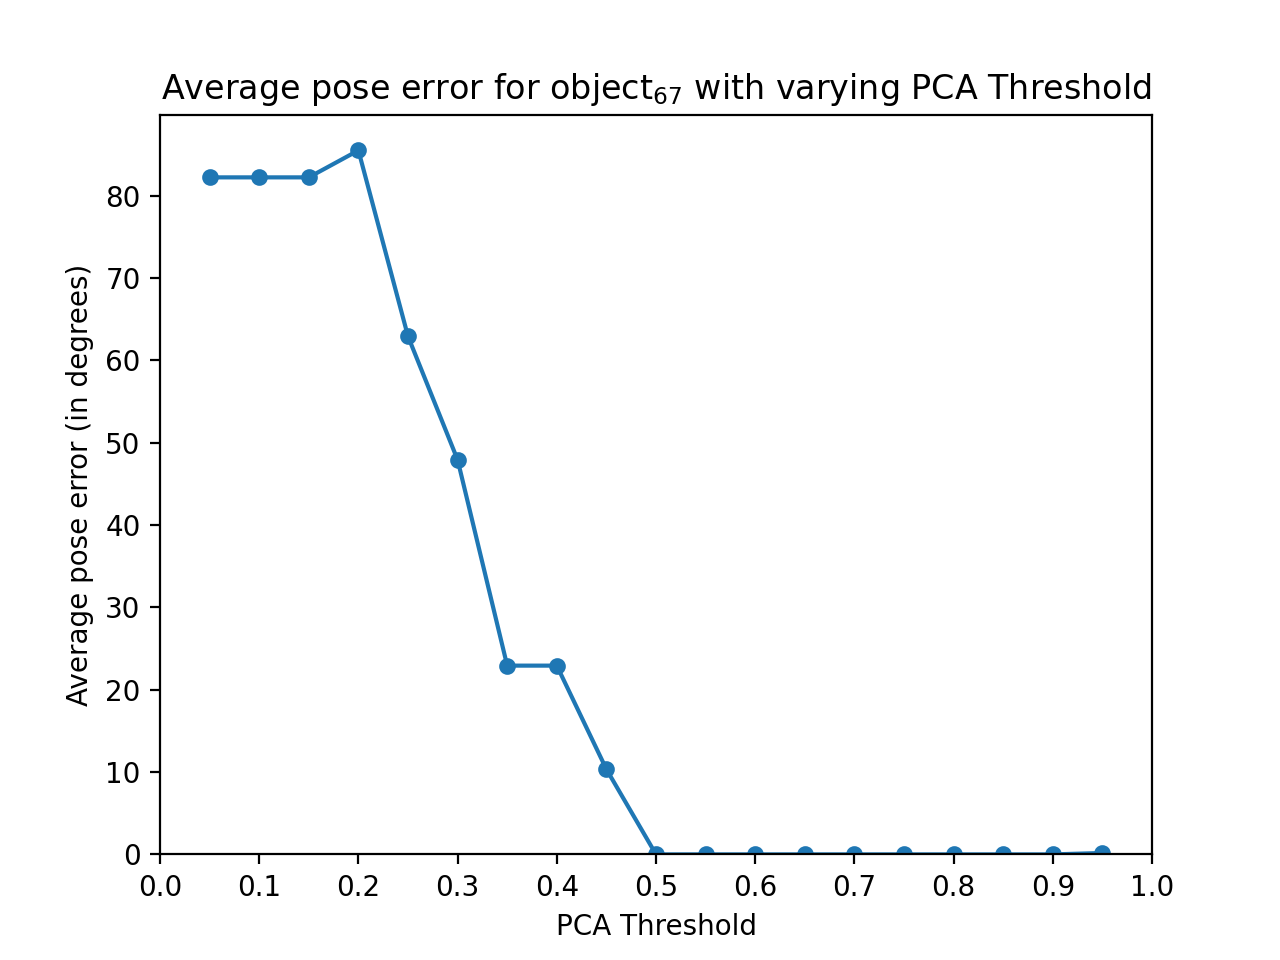 Average pose error for object₆₇ with varying PCA Threshold
Average pose error (in degrees)
80
70
60
50
40
30
20
10
0
0.0 0.1 0.2 0.3 0.4 0.5 0.6 0.7 0.8 0.9 1.0
PCA Threshold